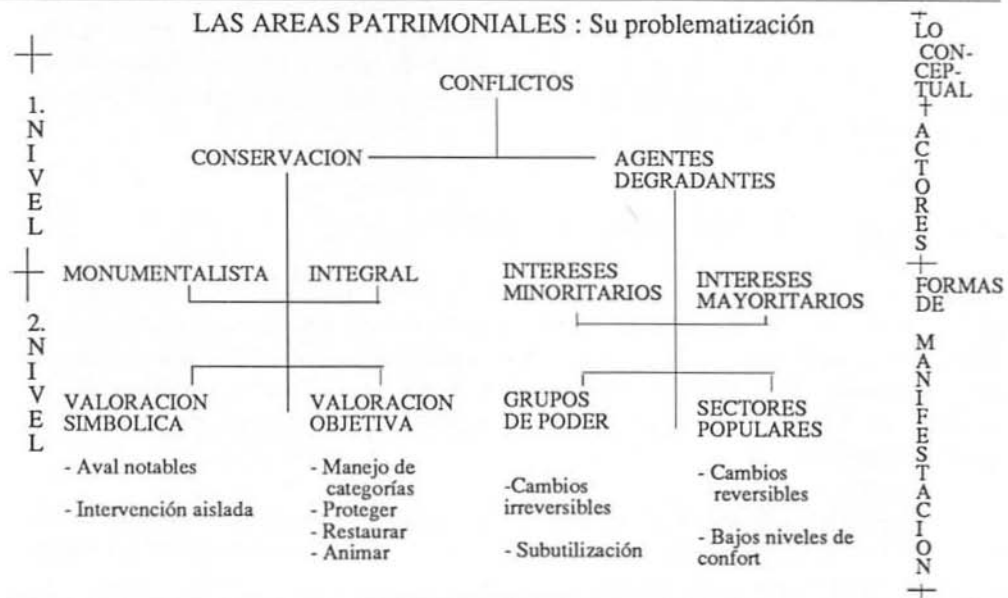 LAS AREAS PATRIMONIALES : Su problematización
CONFLICTOS
CONSERVACION
AGENTES
DEGRADANTES
MONUMENTALISTA
INTEGRAL
INTERESES
MINORITARIOS
INTERESES
MAYORITARIOS
VALORACION
SIMBOLICA
- Aval notables
- Intervención aislada
VALORACION
OBJETIVA
- Manejo de
categorías
- Proteger
- Restaurar
- Animar
GRUPOS
DE PODER
-Cambios
irreversibles
- Subutilización
SECTORES
POPULARES
- Cambios
reversibles
- Bajos niveles de
confort
1.
N
I
V
E
L
2.
N
I
V
E
L
LO
CON-
CEP-
TUAL
A
C
T
O
R
E
S
FORMAS
DE
M
A
N
I
F
E
S
T
A
C
I
O
N